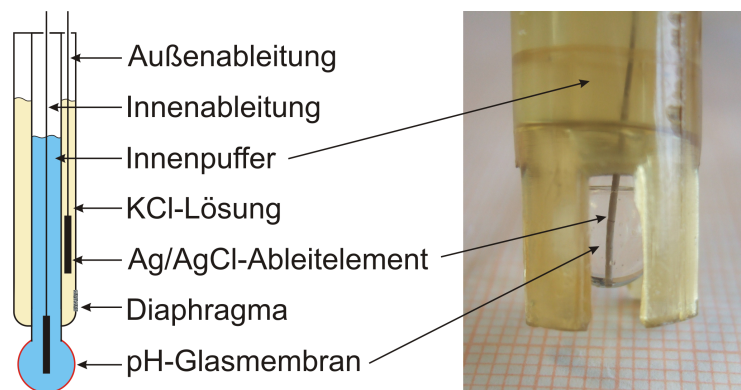 Außenableitung
Innenableitung
Innenpuffer
KCl-Lösung
Ag/AgCl-Ableitelement
Diaphragma
pH-Glasmembran